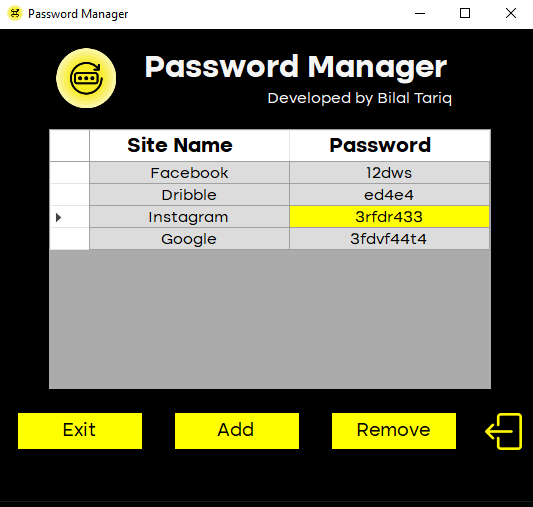 Password Manager
Password Manager
Developed by Bilal Tariq
Site Name Password
Facebook 12dws
Dribble ed4e4
Instagram 3rfdr433
Google 3fdvf44t4
Exit Add Remove